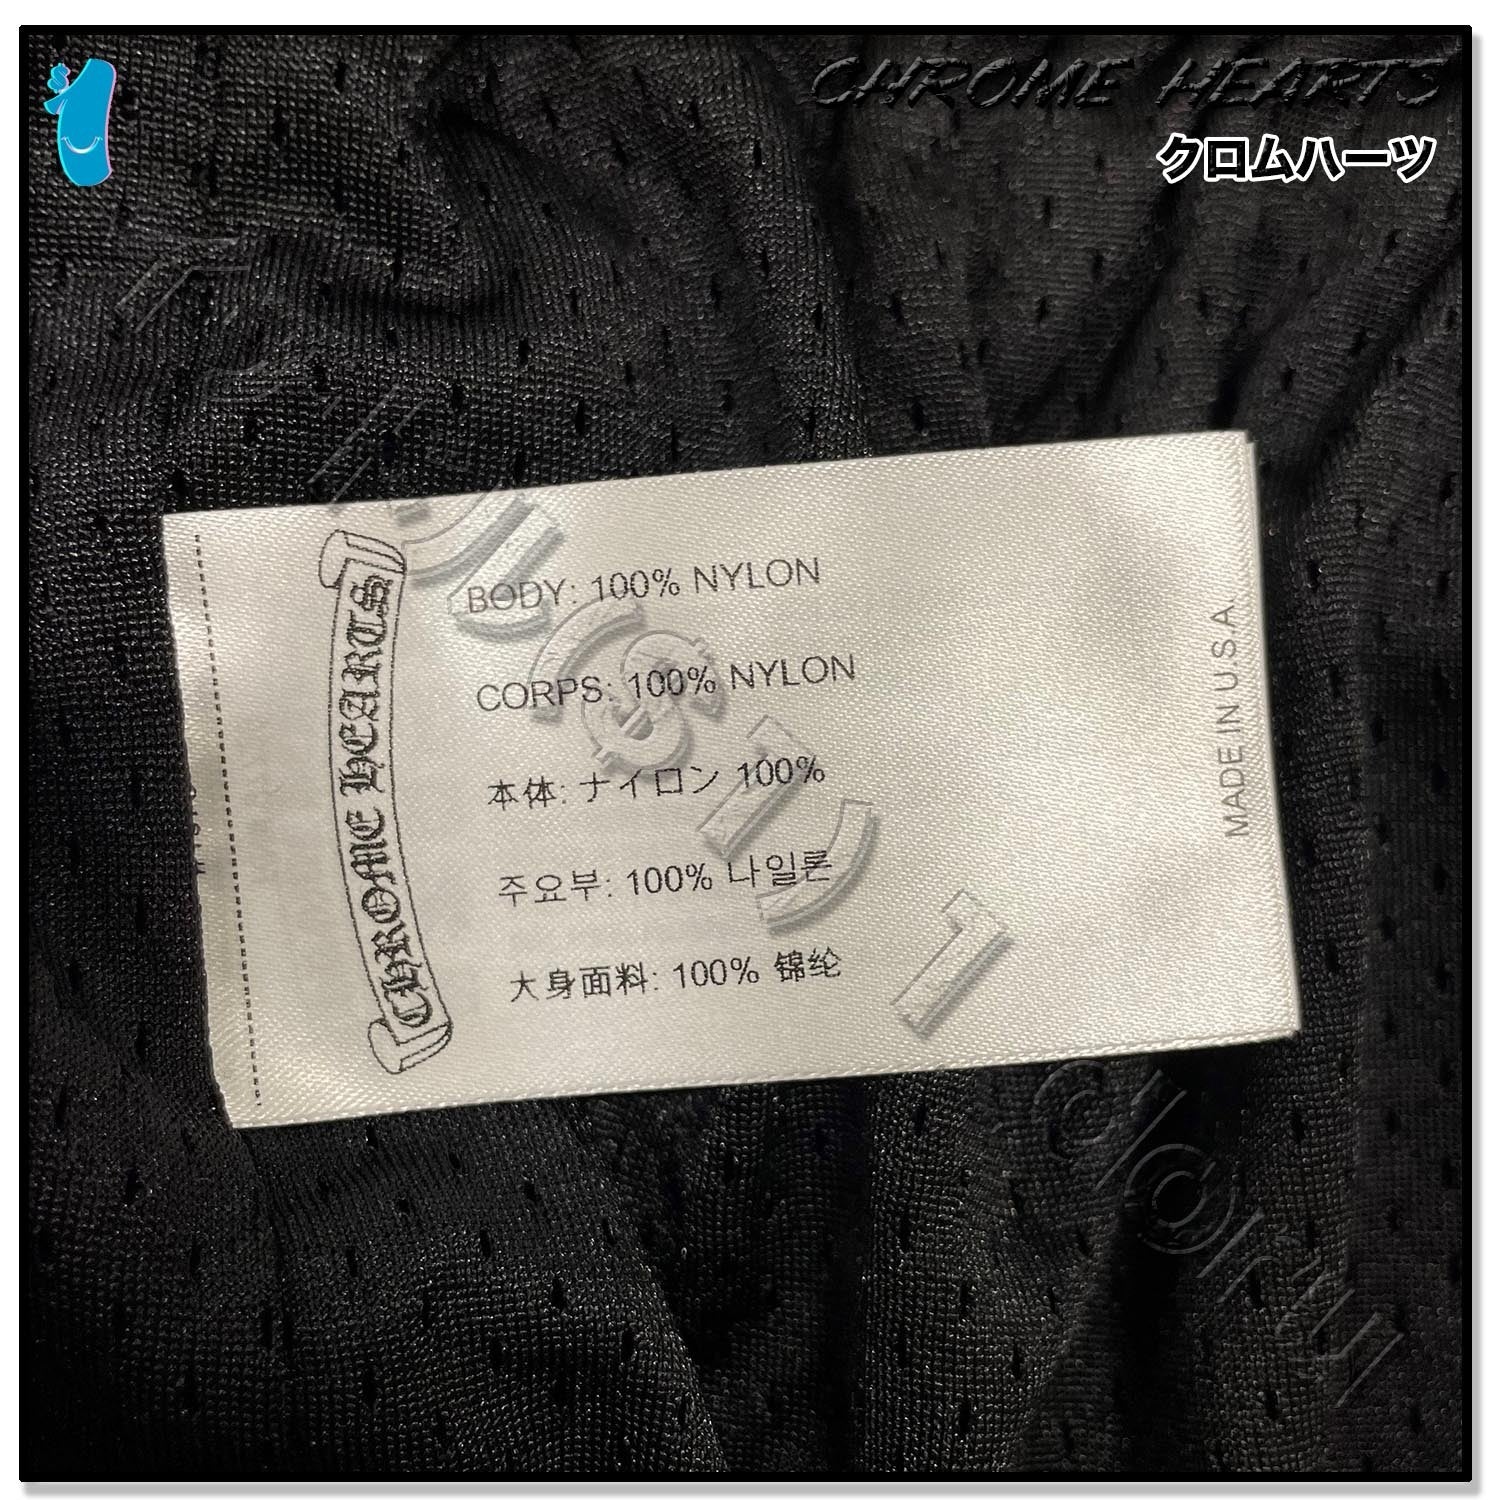 CHROME HEARTS
クロムハーツ
CHROME HEARTS
BODY: 100% NYLON
CORPS: 100% NYLON
本体: ナイロン 100%
주요부: 100% 나일론
大身面料: 100% 锦纶
MADE IN U.S.A.